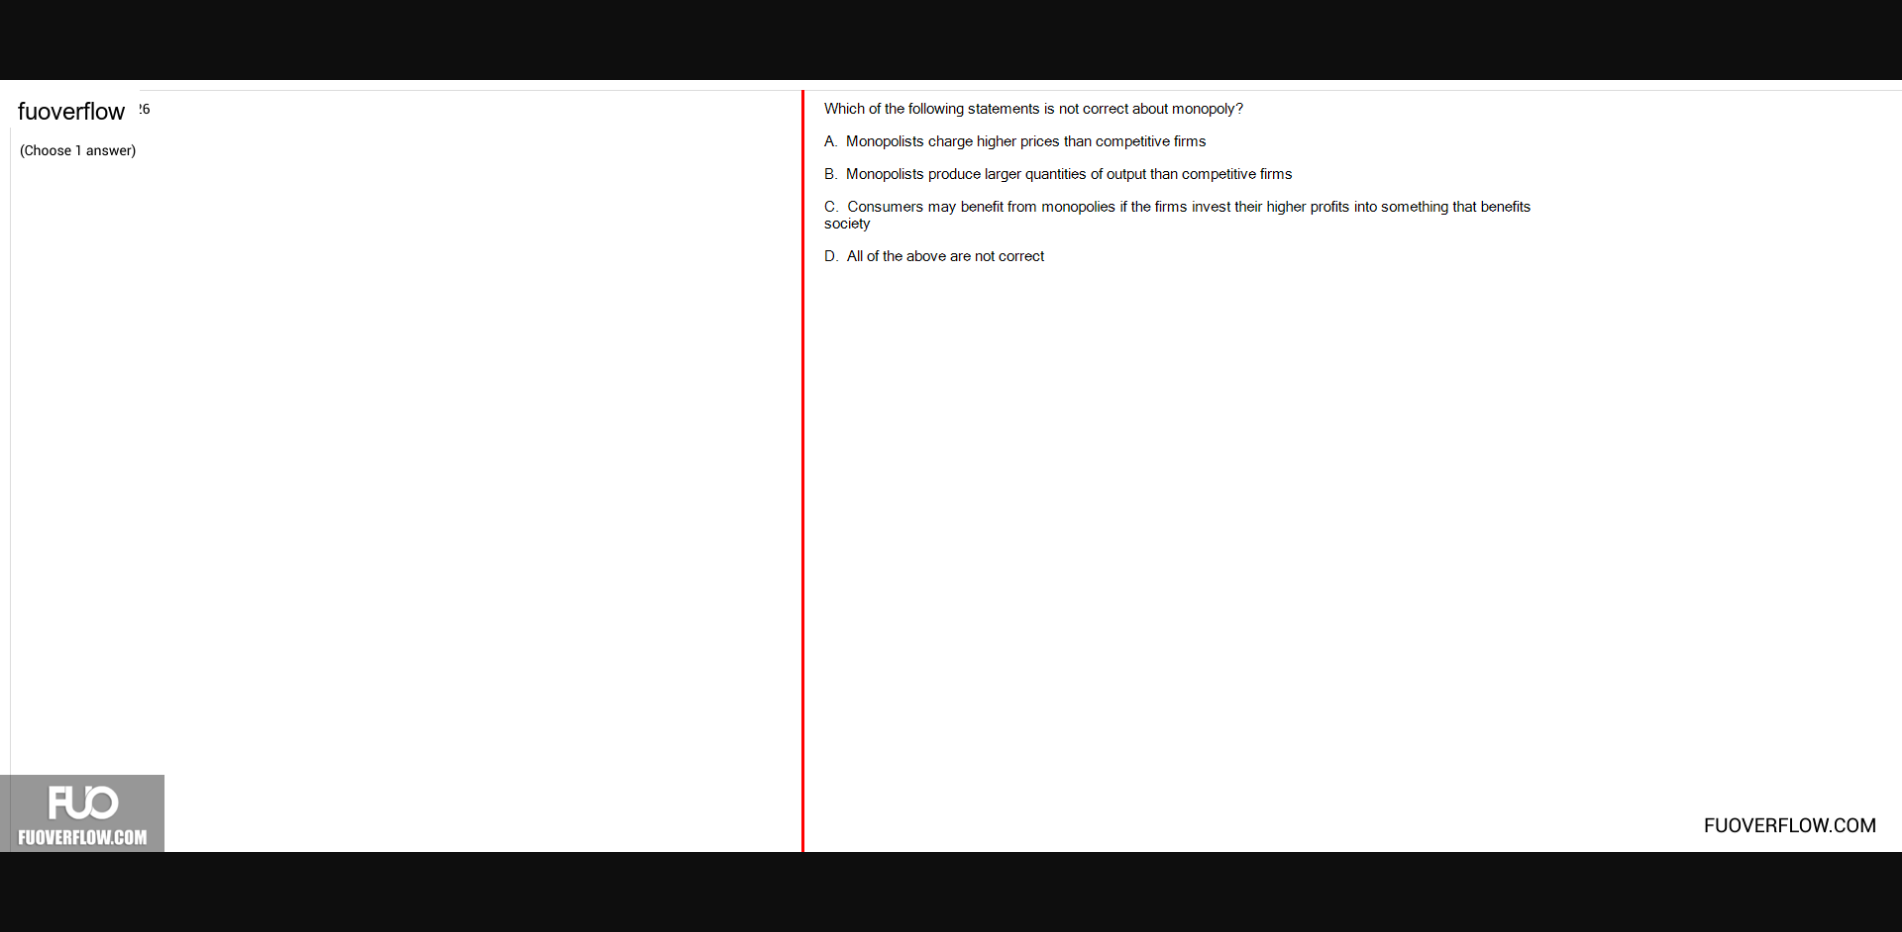 fuoverflow
26
(Choose 1 answer)
Which of the following statements is not correct about monopoly?
A. Monopolists charge higher prices than competitive firms
B. Monopolists produce larger quantities of output than competitive firms
C. Consumers may benefit from monopolies if the firms invest their higher profits into something that benefits
society
D. All of the above are not correct
FUO
FUOVERFLOW.COM
FUOVERFLOW.COM